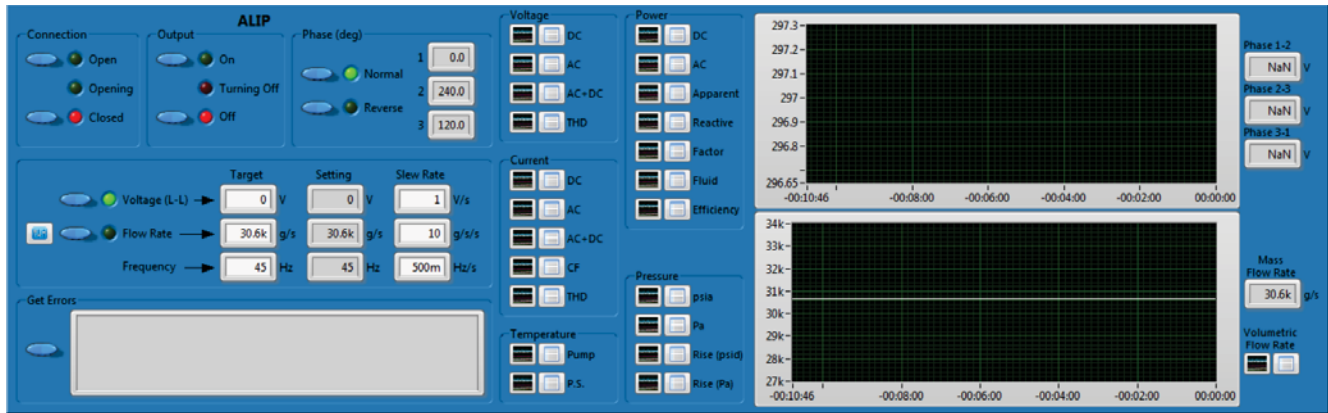 ALIP
Connection
Open
Opening
Closed
Output
On
Turning Off
Off
Phase (deg)
Normal
Reverse
1 0.0
2 240.0
3 120.0
Target Setting Slew Rate
Voltage (L-L) 0 V 0 V 1 V/s
Flow Rate 30.6k g/s 30.6k g/s 10 g/s/s
Frequency 45 Hz 45 Hz 500m Hz/s
Get Errors
Voltage
DC
AC
AC+DC
THD
Current
DC
AC
AC+DC
CF
THD
Temperature
Pump
P.S.
Power
DC
AC
Apparent
Reactive
Factor
Fluid
Efficiency
Pressure
psia
Pa
Rise (psid)
Rise (Pa)
297.3
297.2
297.1
297
296.9
296.8
296.65
-00:10:46 -00:08:00 -00:06:00 -00:04:00 -00:02:00 00:00:00
Phase 1-2
NaN V
Phase 2-3
NaN V
Phase 3-1
NaN V
34k
33k
32k
31k
30k
29k
28k
27k
-00:10:46 -00:08:00 -00:06:00 -00:04:00 -00:02:00 00:00:00
Mass
Flow Rate
30.6k g/s
Volumetric
Flow Rate